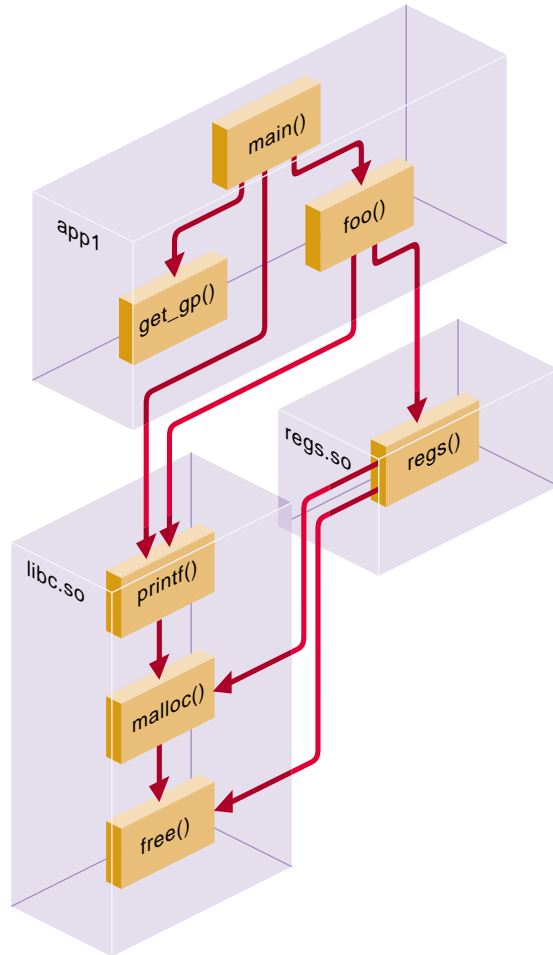 main()
foo()
app1
get_gp()
regs.so
regs()
libc.so
printf()
malloc()
free()